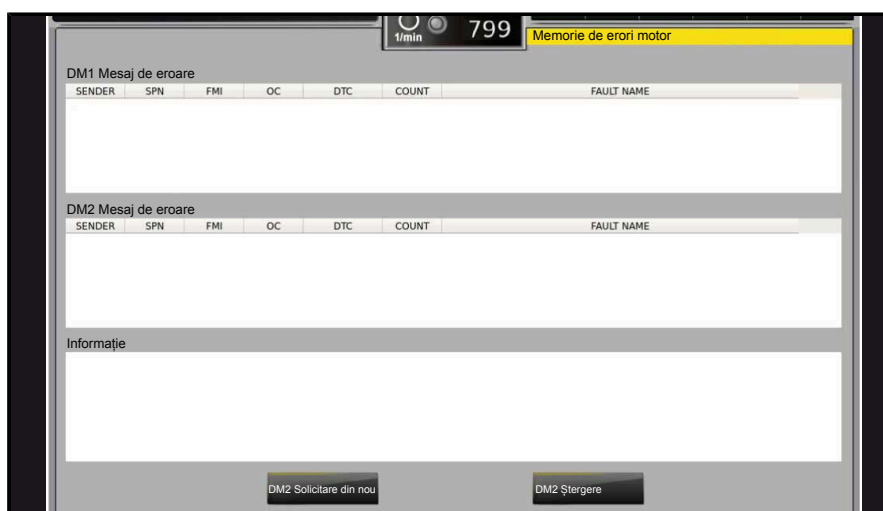 1/min 799
Memorie de erori motor
DM1 Mesaj de eroare
SENDER SPN FMI OC DTC COUNT FAULT NAME
DM2 Mesaj de eroare
SENDER SPN FMI OC DTC COUNT FAULT NAME
Informație
DM2 Solicitare din nou DM2 Ștergere